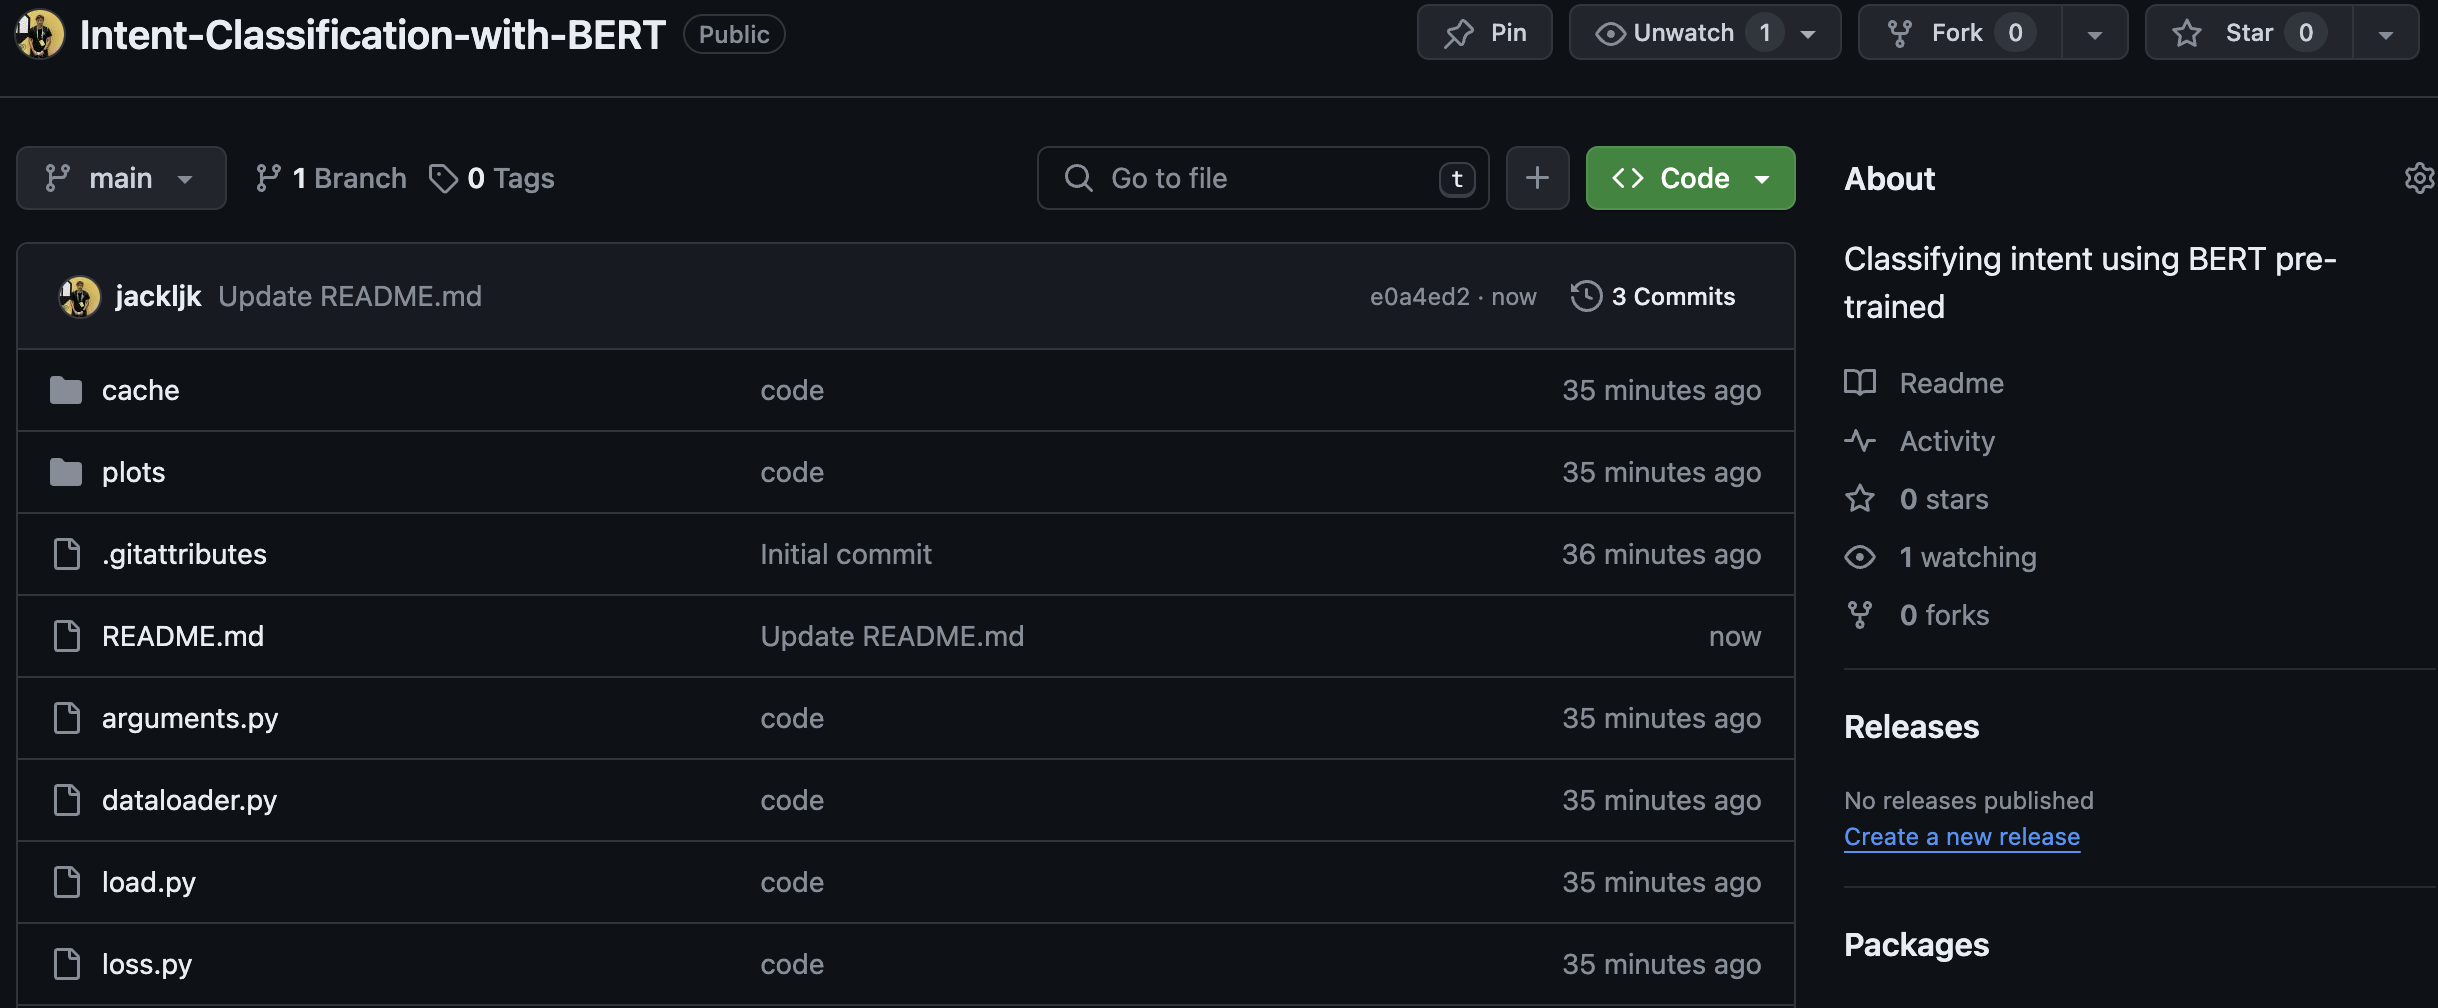 Intent-Classification-with-BERT Public Pin Unwatch 1 Fork 0 Star 0
main 1 Branch 0 Tags Go to file t Code
jackljk Update README.md e0a4ed2 · now 3 Commits
cache code 35 minutes ago
plots code 35 minutes ago
.gitattributes Initial commit 36 minutes ago
README.md Update README.md now
arguments.py code 35 minutes ago
dataloader.py code 35 minutes ago
load.py code 35 minutes ago
loss.py code 35 minutes ago
About
Classifying intent using BERT pre-
trained
Readme
Activity
0 stars
1 watching
0 forks
Releases
No releases published
Create a new release
Packages